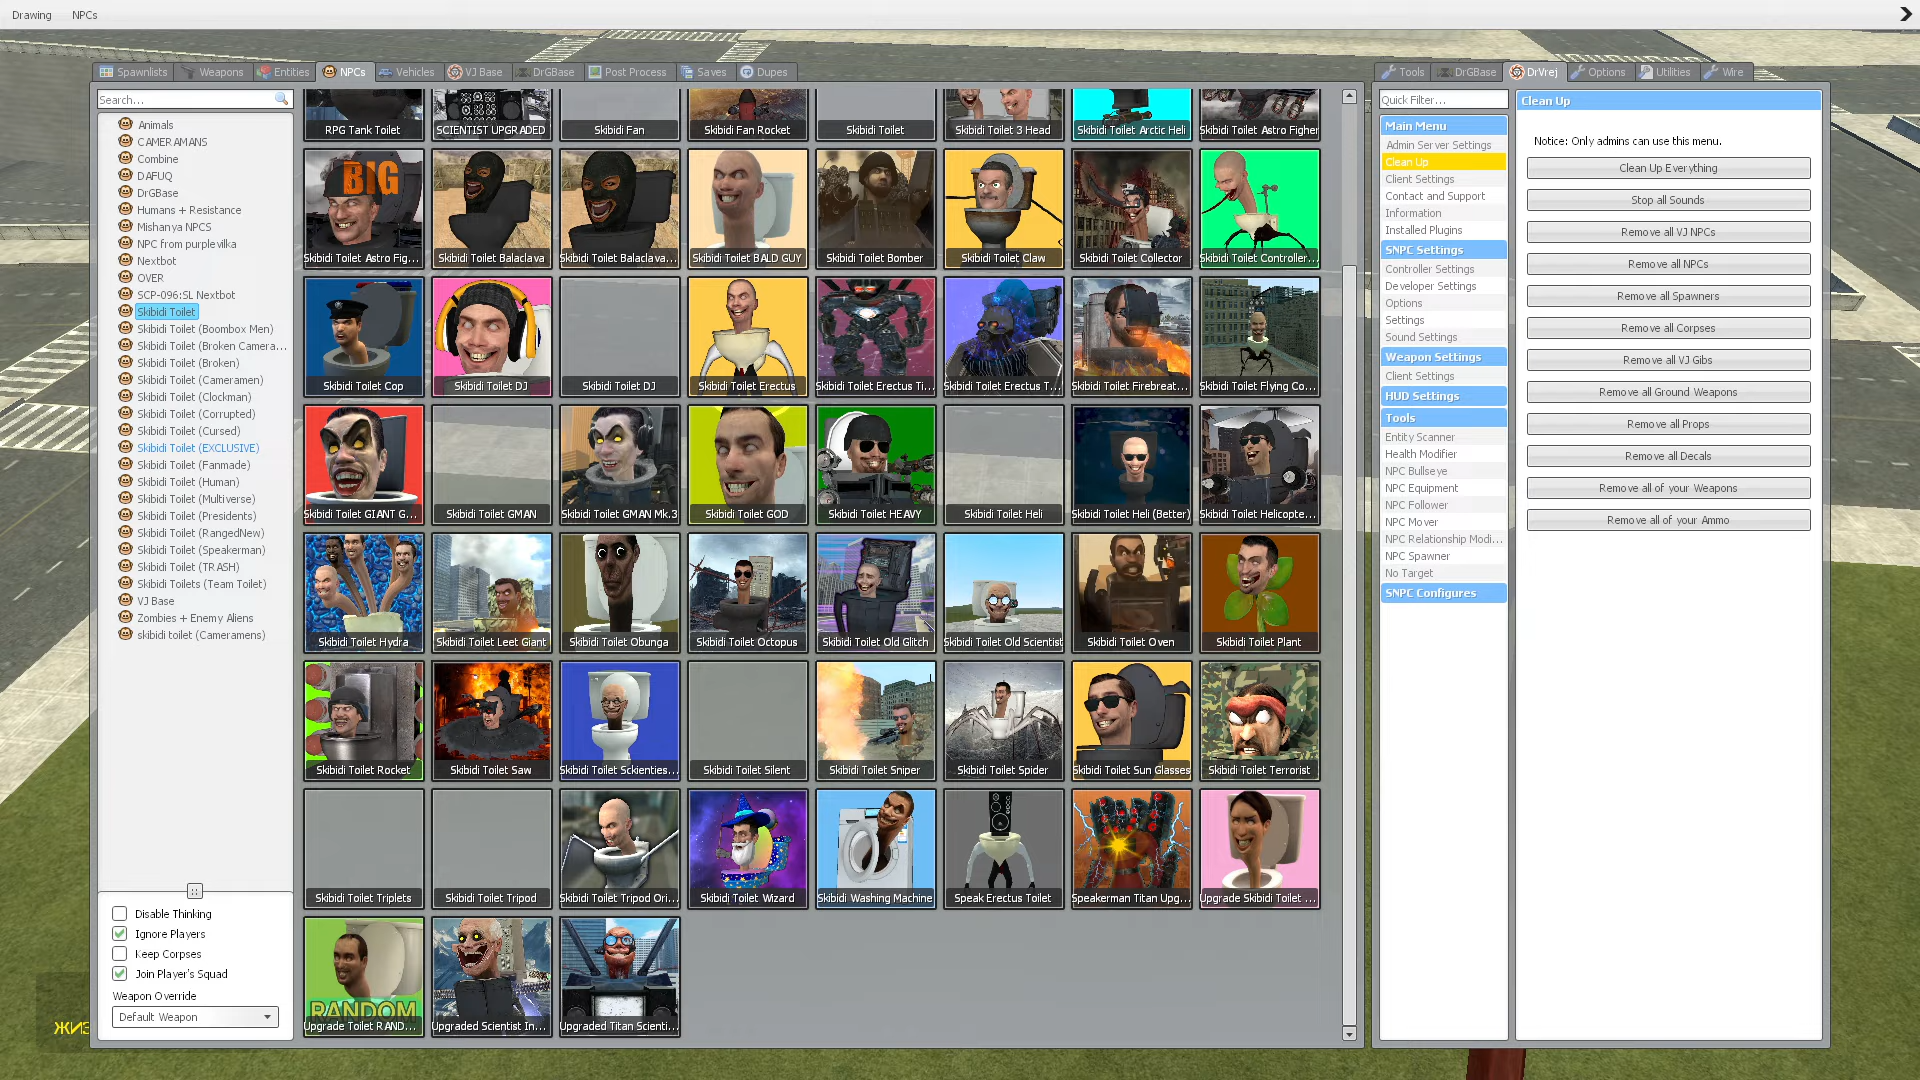 Drawing NPCs
Spawnlists Weapons Entities NPCs Vehicles VJ Base DrGBase Post Process Saves Dupes
Search...
Animals
CAMERAMANS
Combine
DAFUQ
DrGBase
Humans + Resistance
Mishanya NPCS
NPC from purplevilka
Nextbot
OVER
SCP-096:SL Nextbot
Skibidi Toilet
Skibidi Toilet (Boombox Men)
Skibidi Toilet (Broken Camera...
Skibidi Toilet (Broken)
Skibidi Toilet (Cameramen)
Skibidi Toilet (Clockman)
Skibidi Toilet (Corrupted)
Skibidi Toilet (Cursed)
Skibidi Toilet (EXCLUSIVE)
Skibidi Toilet (Fanmade)
Skibidi Toilet (Human)
Skibidi Toilet (Multiverse)
Skibidi Toilet (Presidents)
Skibidi Toilet (RangedNew)
Skibidi Toilet (Speakerman)
Skibidi Toilet (TRASH)
Skibidi Toilets (Team Toilet)
VJ Base
Zombies + Enemy Aliens
skibidi toilet (Cameramens)
Disable Thinking
Ignore Players
Keep Corpses
Join Player's Squad
Weapon Override
Default Weapon
RPG Tank Toilet
SCIENTIST UPGRADED
Skibidi Fan
Skibidi Fan Rocket
Skibidi Toilet
Skibidi Toilet 3 Head
Skibidi Toilet Arctic Heli
Skibidi Toilet Astro Figher
BIG
Skibidi Toilet Astro Fig...
Skibidi Toilet Balaclava
Skibidi Toilet Balaclava...
Skibidi Toilet BALD GUY
Skibidi Toilet Bomber
Skibidi Toilet Claw
Skibidi Toilet Collector
Skibidi Toilet Controller...
Skibidi Toilet Cop
Skibidi Toilet DJ
Skibidi Toilet DJ
Skibidi Toilet Erectus
Skibidi Toilet Erectus Ti...
Skibidi Toilet Erectus T...
Skibidi Toilet Firebreat...
Skibidi Toilet Flying Co...
Skibidi Toilet GIANT G...
Skibidi Toilet GMAN
Skibidi Toilet GMAN Mk.3
Skibidi Toilet GOD
Skibidi Toilet HEAVY
Skibidi Toilet Heli
Skibidi Toilet Heli (Better)
Skibidi Toilet Helicopte...
Skibidi Toilet Hydra
Skibidi Toilet Leet Giant
Skibidi Toilet Obunga
Skibidi Toilet Octopus
Skibidi Toilet Old Glitch
Skibidi Toilet Old Scientist
Skibidi Toilet Oven
Skibidi Toilet Plant
Skibidi Toilet Rocket
Skibidi Toilet Saw
Skibidi Toilet Sckienties...
Skibidi Toilet Silent
Skibidi Toilet Sniper
Skibidi Toilet Spider
Skibidi Toilet Sun Glasses
Skibidi Toilet Terrorist
Skibidi Toilet Triplets
Skibidi Toilet Tripod
Skibidi Toilet Tripod Ori...
Skibidi Toilet Wizard
Skibidi Washing Machine
Speak Erectus Toilet
Speakerman Titan Upg...
Upgrade Skibidi Toilet ...
RANDOM
Upgrade Toilet RAND...
Upgraded Scientist In...
Upgraded Titan Scienti...
ЖИЗ
Tools DrGBase DrVrej Options Utilities Wire
Quick Filter...
Main Menu
Admin Server Settings
Clean Up
Client Settings
Contact and Support
Information
Installed Plugins
SNPC Settings
Controller Settings
Developer Settings
Options
Settings
Sound Settings
Weapon Settings
Client Settings
HUD Settings
Tools
Entity Scanner
Health Modifier
NPC Bullseye
NPC Equipment
NPC Follower
NPC Mover
NPC Relationship Modi...
NPC Spawner
No Target
SNPC Configures
Clean Up
Notice: Only admins can use this menu.
Clean Up Everything
Stop all Sounds
Remove all VJ NPCs
Remove all NPCs
Remove all Spawners
Remove all Corpses
Remove all VJ Gibs
Remove all Ground Weapons
Remove all Props
Remove all Decals
Remove all of your Weapons
Remove all of your Ammo